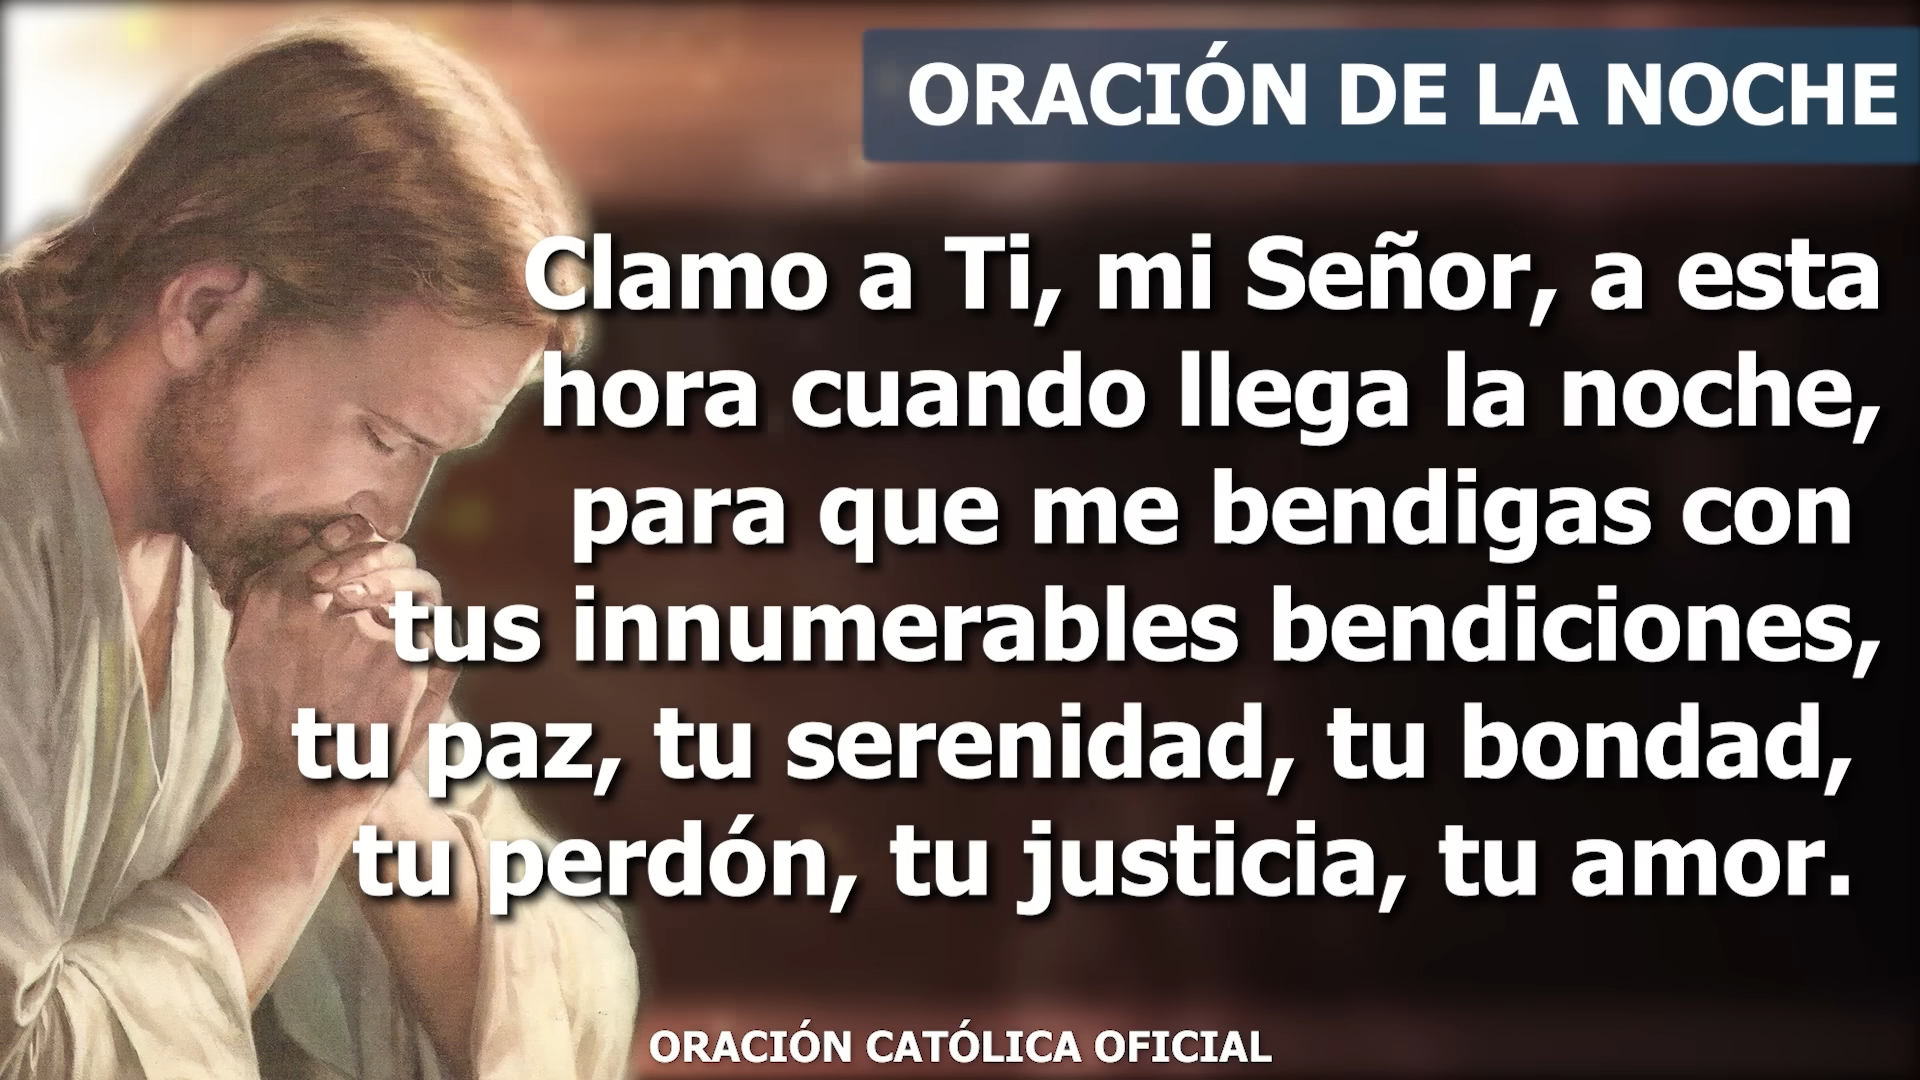 ORACIÓN DE LA NOCHE
Clamo a Ti, mi Señor, a esta
hora cuando llega la noche,
para que me bendigas con
tus innumerables bendiciones,
tu paz, tu serenidad, tu bondad,
tu perdón, tu justicia, tu amor.
ORACIÓN CATÓLICA OFICIAL